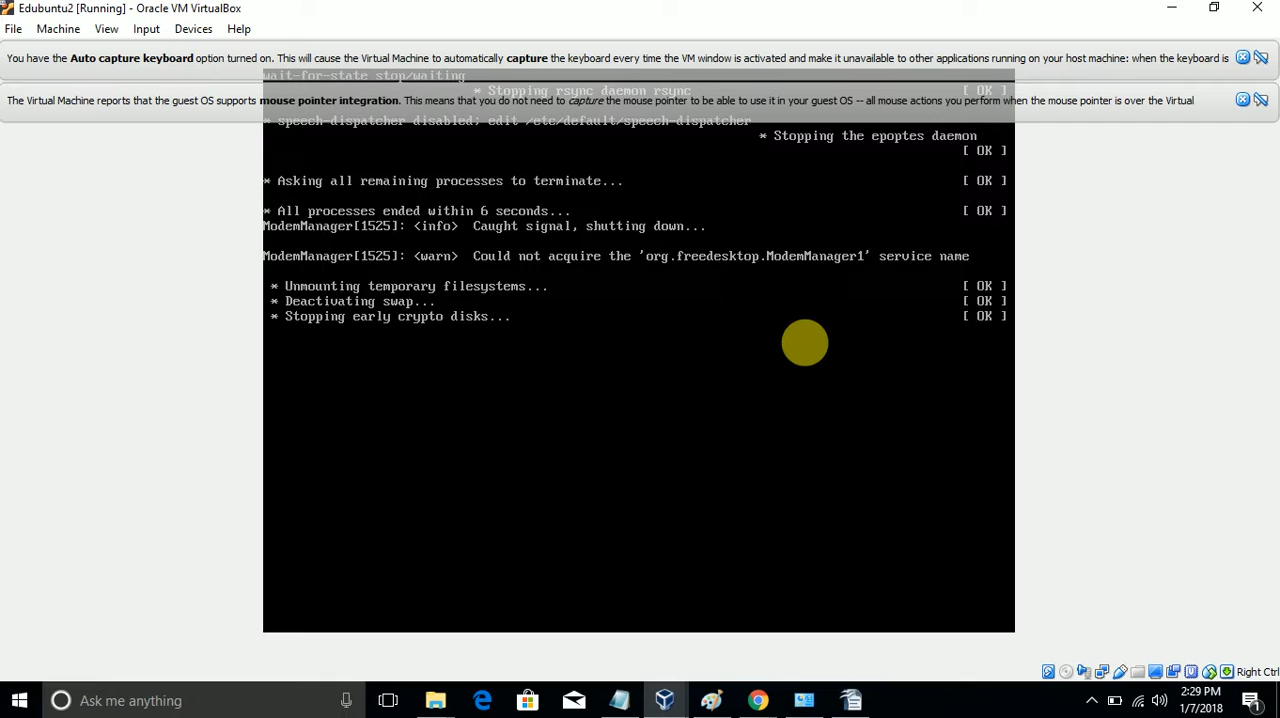 Edubuntu2 [Running] - Oracle VM VirtualBox
File Machine View Input Devices Help
You have the Auto capture keyboard option turned on. This will cause the Virtual Machine to automatically capture the keyboard every time the VM window is activated and make it unavailable to other applications running on your host machine: when the keyboard is
wait-for-state stop/waiting
* Stopping rsync daemon rsync [ OK ]
The Virtual Machine reports that the guest OS supports mouse pointer integration. This means that you do not need to capture the mouse pointer to be able to use it in your guest OS -- all mouse actions you perform when the mouse pointer is over the Virtual
* speech-dispatcher disabled; edit /etc/default/speech-dispatcher
* Stopping the epoptes daemon
[ OK ]
* Asking all remaining processes to terminate... [ OK ]
* All processes ended within 6 seconds... [ OK ]
ModemManager[1525]: <info> Caught signal, shutting down...
ModemManager[1525]: <warn> Could not acquire the 'org.freedesktop.ModemManager1' service name
* Unmounting temporary filesystems... [ OK ]
* Deactivating swap... [ OK ]
* Stopping early crypto disks... [ OK ]
Right Ctrl
Ask me anything
2:29 PM
1/7/2018
1